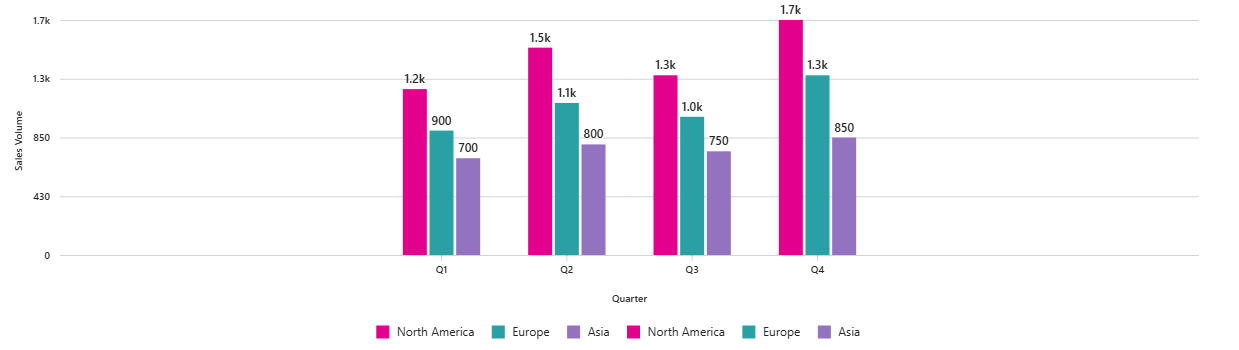 1.7k
1.3k
850
430
0
Sales Volume
1.2k
900
700
1.5k
1.1k
800
1.3k
1.0k
750
1.7k
1.3k
850
Q1 Q2 Q3 Q4
Quarter
North America Europe Asia North America Europe Asia